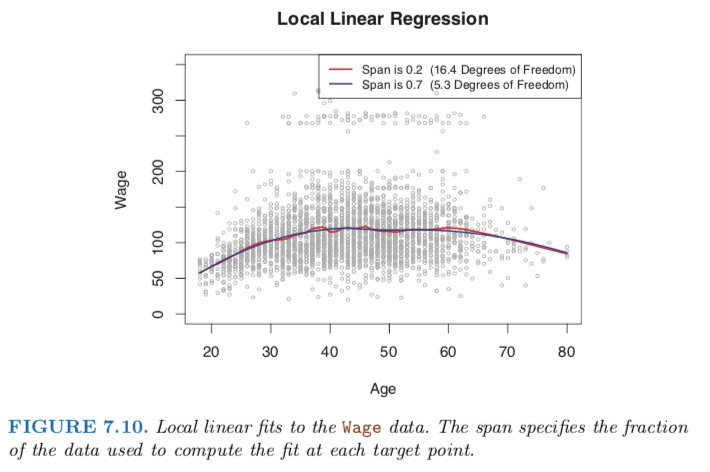 Local Linear Regression
Span is 0.2 (16.4 Degrees of Freedom)
Span is 0.7 (5.3 Degrees of Freedom)
Wage
300
200
100
50
0
20 30 40 50 60 70 80
Age
FIGURE 7.10. Local linear fits to the Wage data. The span specifies the fraction
of the data used to compute the fit at each target point.